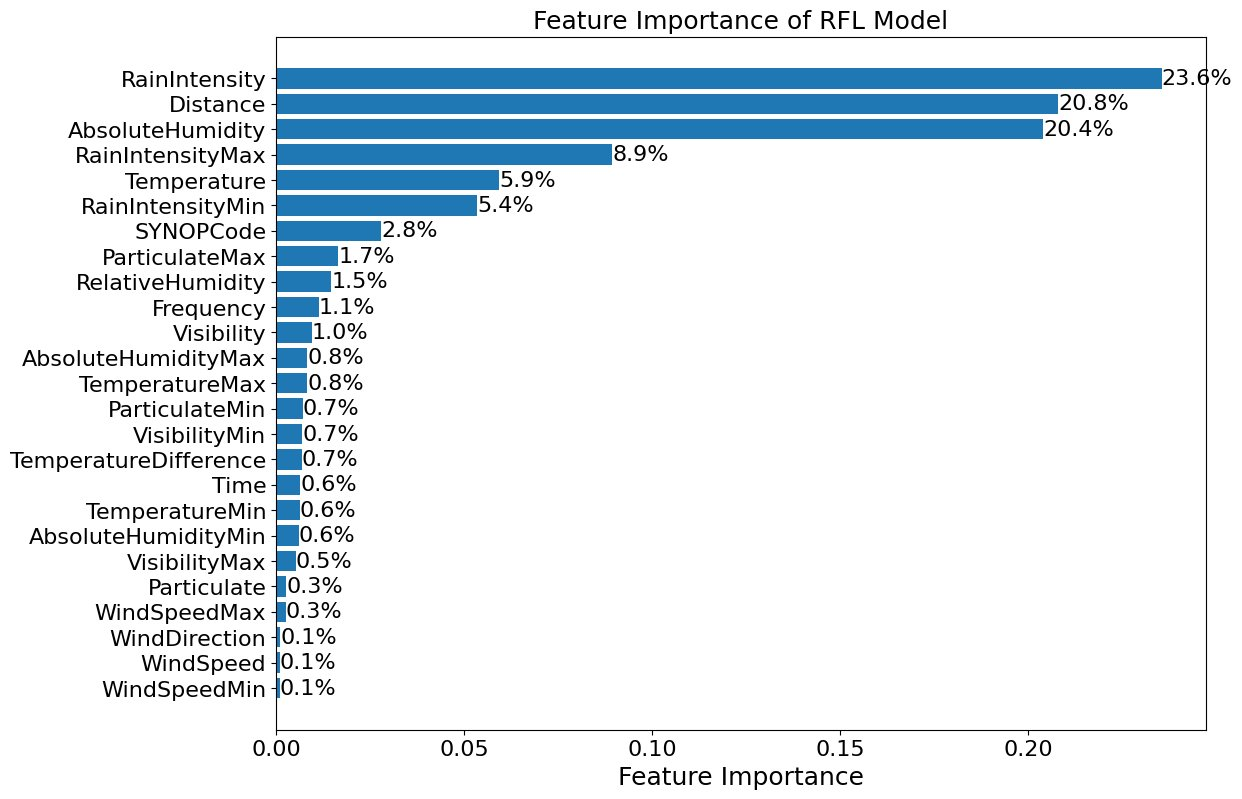 Feature Importance of RFL Model
RainIntensity 23.6%
Distance 20.8%
AbsoluteHumidity 20.4%
RainIntensityMax 8.9%
Temperature 5.9%
RainIntensityMin 5.4%
SYNOPCode 2.8%
ParticulateMax 1.7%
RelativeHumidity 1.5%
Frequency 1.1%
Visibility 1.0%
AbsoluteHumidityMax 0.8%
TemperatureMax 0.8%
ParticulateMin 0.7%
VisibilityMin 0.7%
TemperatureDifference 0.7%
Time 0.6%
TemperatureMin 0.6%
AbsoluteHumidityMin 0.6%
VisibilityMax 0.5%
Particulate 0.3%
WindSpeedMax 0.3%
WindDirection 0.1%
WindSpeed 0.1%
WindSpeedMin 0.1%
0.00 0.05 0.10 0.15 0.20
Feature Importance